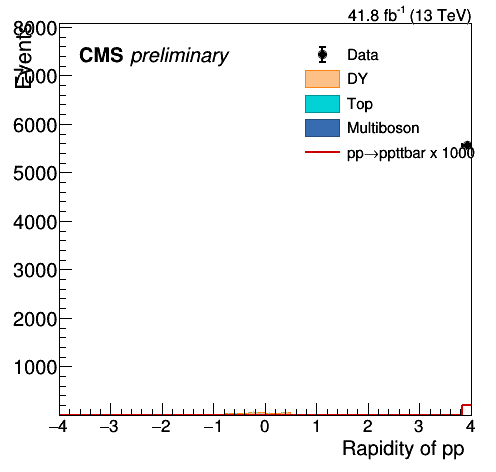 41.8 fb-1 (13 TeV)
Events
CMS preliminary
Data
DY
Top
Multiboson
pp→ppttbar x 1000
8000
7000
6000
5000
4000
3000
2000
1000
−4 −3 −2 −1 0 1 2 3 4
Rapidity of pp